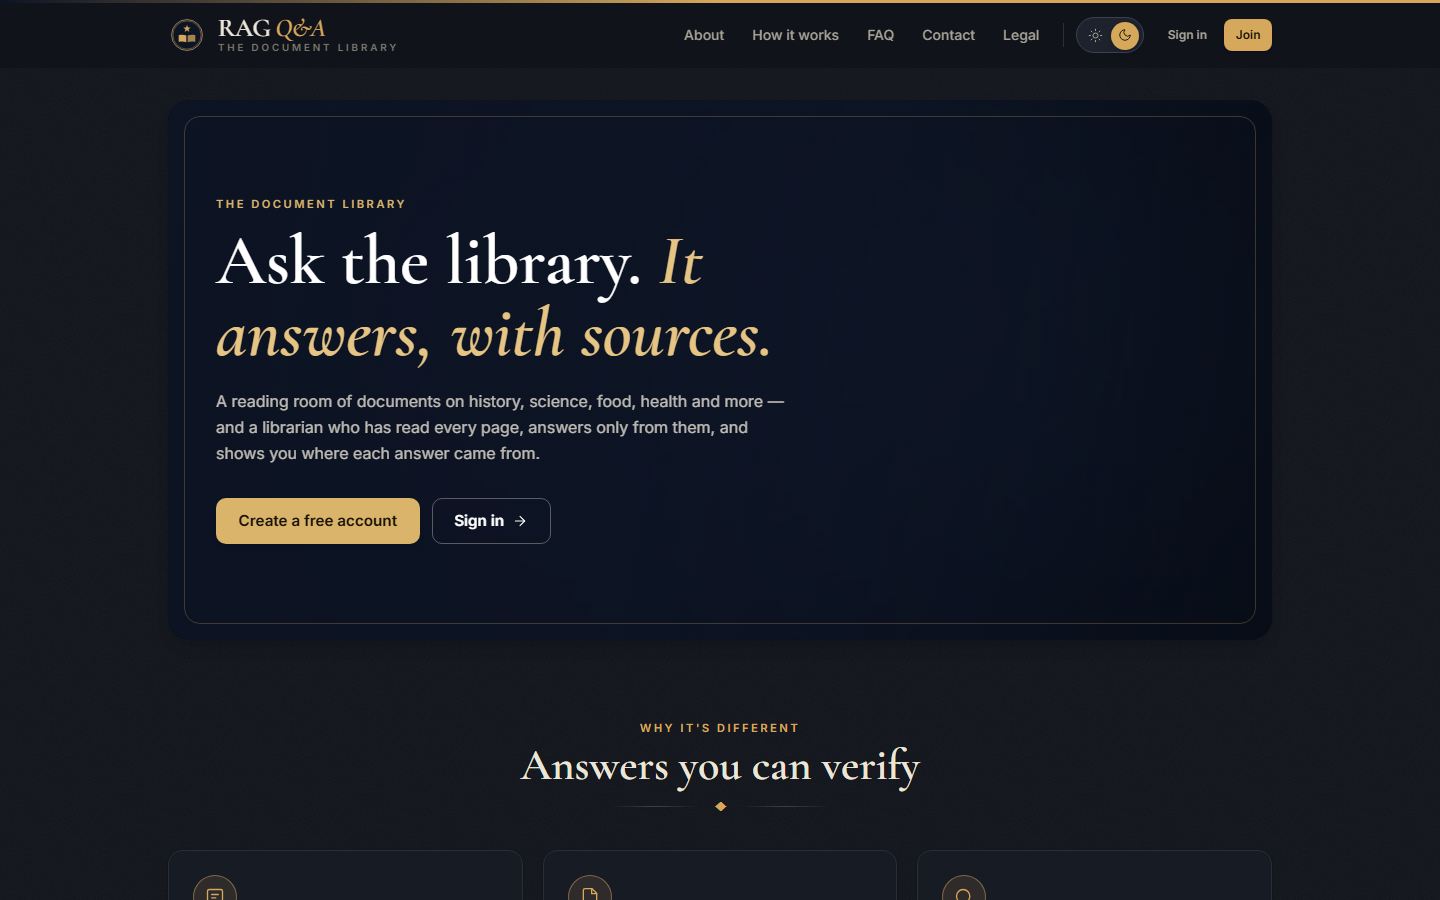 RAG Q&A
THE DOCUMENT LIBRARY
About
How it works
FAQ
Contact
Legal
Sign in
Join
THE DOCUMENT LIBRARY
Ask the library. It
answers, with sources.
A reading room of documents on history, science, food, health and more —
and a librarian who has read every page, answers only from them, and
shows you where each answer came from.
Create a free account
Sign in →
WHY IT'S DIFFERENT
Answers you can verify